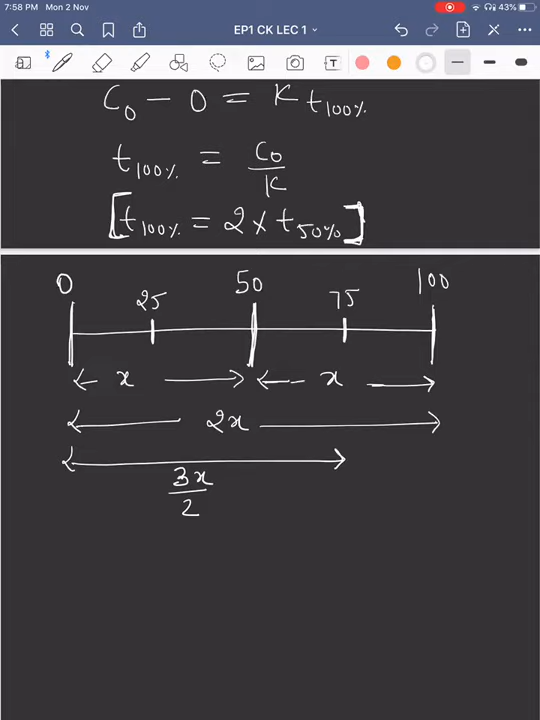 7:58 PM Mon 2 Nov 43%
EP1 CK LEC 1
T
C₀ − 0 = K t₁₀₀%
t₁₀₀% = C₀/K
[t₁₀₀% = 2 × t₅₀%]
0 25 50 75 100
x x
2x
3x/2